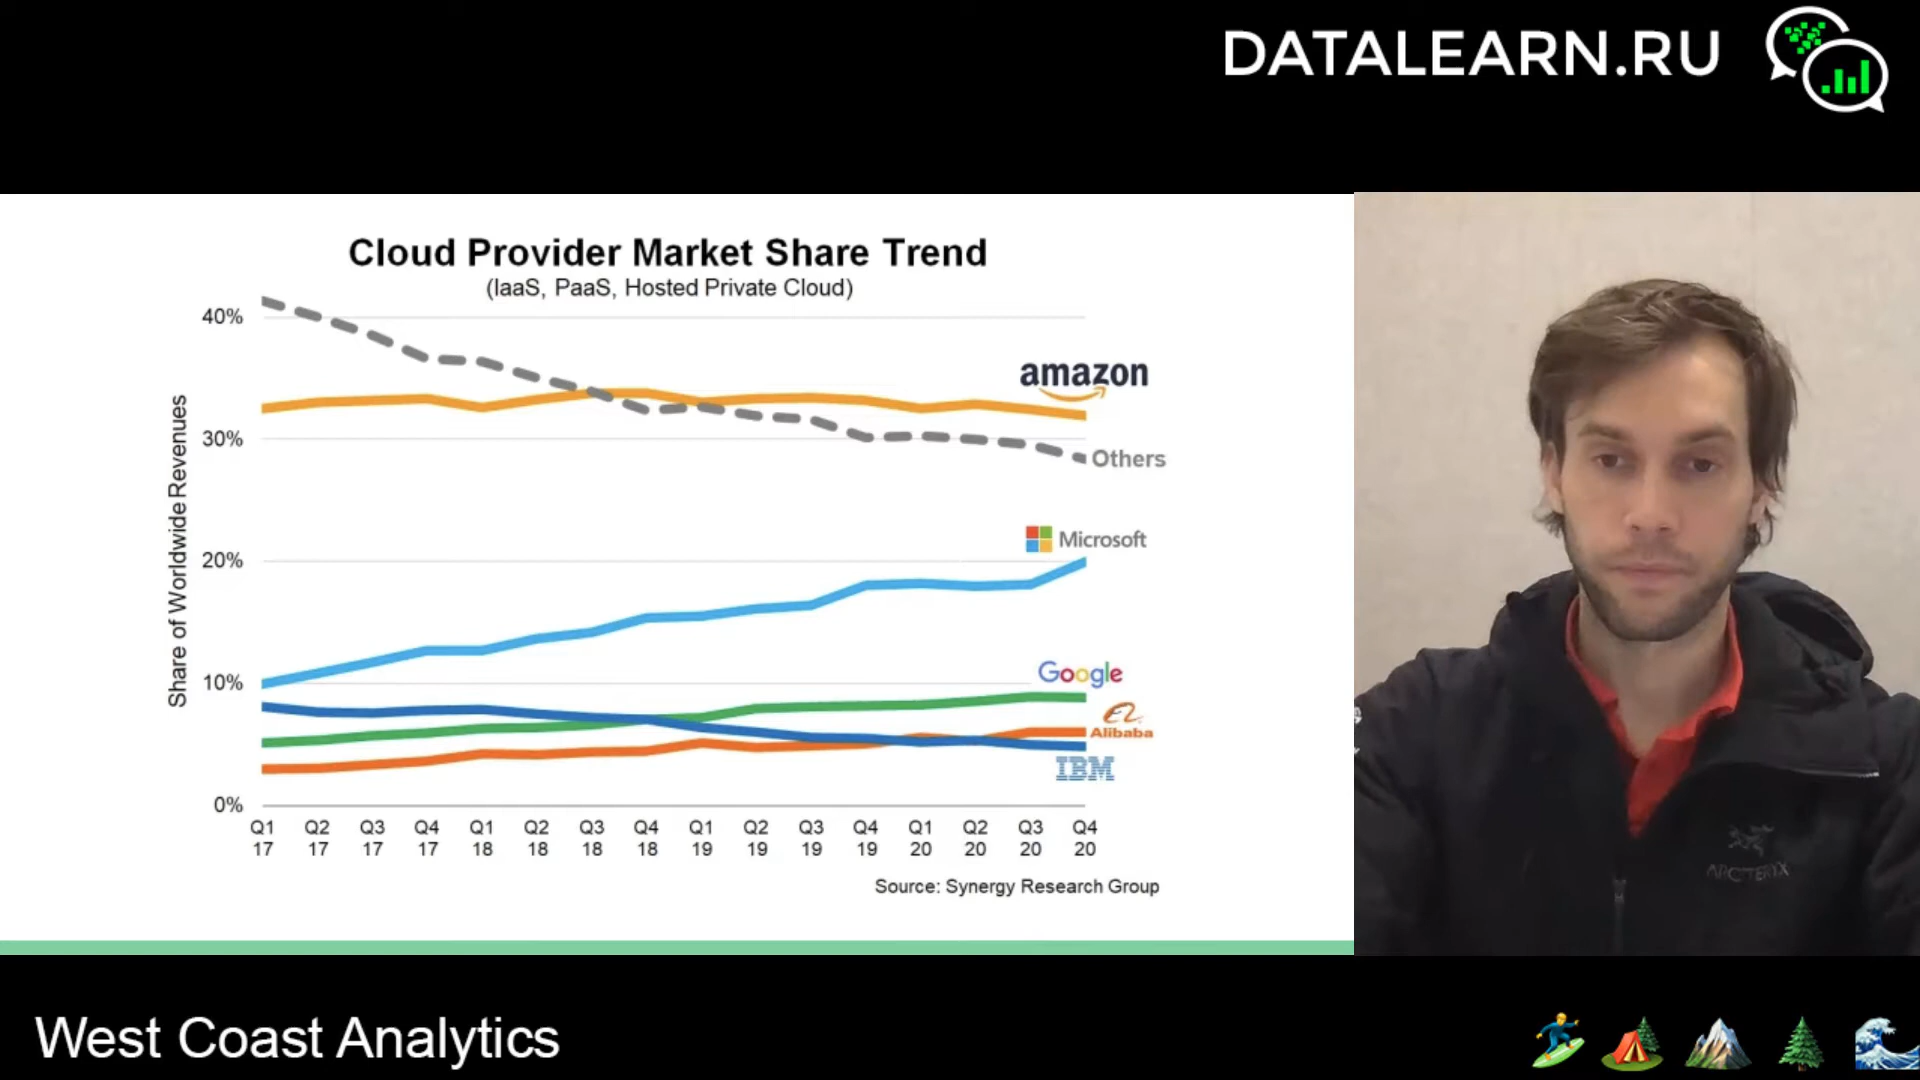 DATALEARN.RU
Cloud Provider Market Share Trend
(IaaS, PaaS, Hosted Private Cloud)
Share of Worldwide Revenues
40%
30%
20%
10%
0%
amazon
Others
Microsoft
Google
Alibaba
IBM
Q1 Q2 Q3 Q4 Q1 Q2 Q3 Q4 Q1 Q2 Q3 Q4 Q1 Q2 Q3 Q4
17 17 17 17 18 18 18 18 19 19 19 19 20 20 20 20
Source: Synergy Research Group
ARC'TERYX
West Coast Analytics